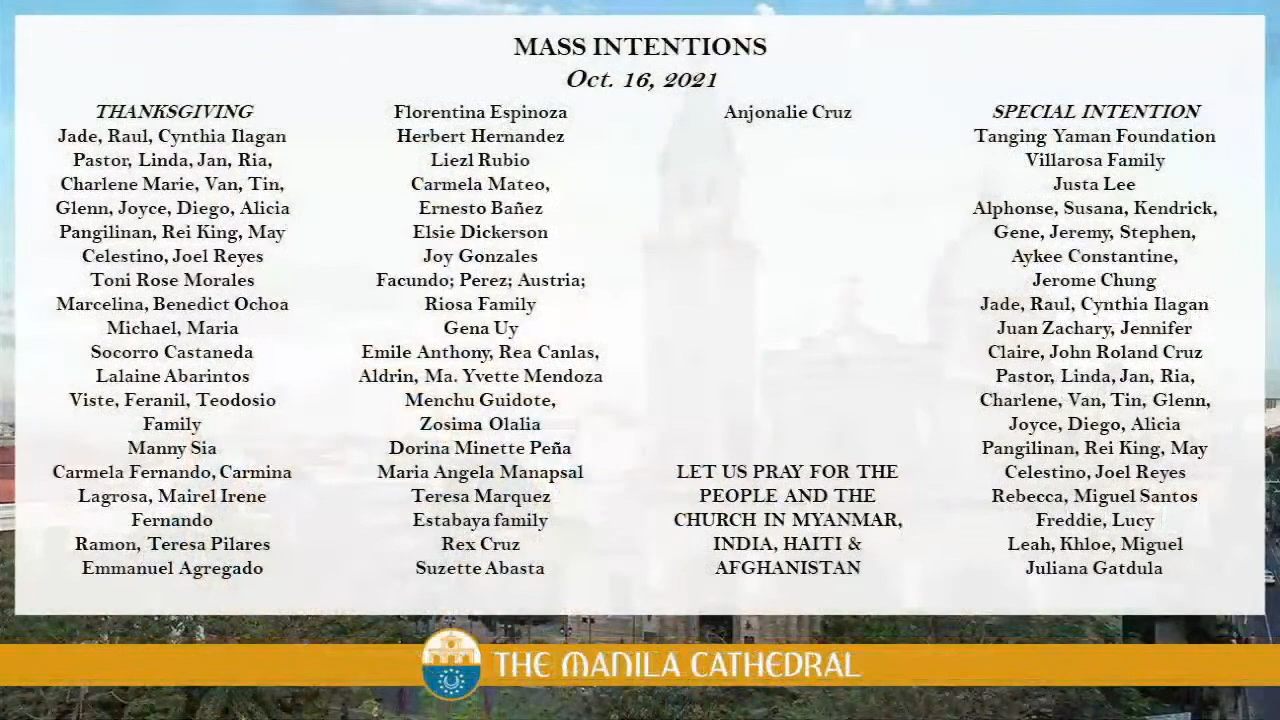 MASS INTENTIONS
Oct. 16, 2021
THANKSGIVING
Jade, Raul, Cynthia Ilagan
Pastor, Linda, Jan, Ria,
Charlene Marie, Van, Tin,
Glenn, Joyce, Diego, Alicia
Pangilinan, Rei King, May
Celestino, Joel Reyes
Toni Rose Morales
Marcelina, Benedict Ochoa
Michael, Maria
Socorro Castaneda
Lalaine Abarintos
Viste, Feranil, Teodosio
Family
Manny Sia
Carmela Fernando, Carmina
Lagrosa, Mairel Irene
Fernando
Ramon, Teresa Pilares
Emmanuel Agregado
Florentina Espinoza
Herbert Hernandez
Liezl Rubio
Carmela Mateo,
Ernesto Bañez
Elsie Dickerson
Joy Gonzales
Facundo; Perez; Austria;
Riosa Family
Gena Uy
Emile Anthony, Rea Canlas,
Aldrin, Ma. Yvette Mendoza
Menchu Guidote,
Zosima Olalia
Dorina Minette Peña
Maria Angela Manapsal
Teresa Marquez
Estabaya family
Rex Cruz
Suzette Abasta
Anjonalie Cruz
LET US PRAY FOR THE
PEOPLE AND THE
CHURCH IN MYANMAR,
INDIA, HAITI &
AFGHANISTAN
SPECIAL INTENTION
Tanging Yaman Foundation
Villarosa Family
Justa Lee
Alphonse, Susana, Kendrick,
Gene, Jeremy, Stephen,
Aykee Constantine,
Jerome Chung
Jade, Raul, Cynthia Ilagan
Juan Zachary, Jennifer
Claire, John Roland Cruz
Pastor, Linda, Jan, Ria,
Charlene, Van, Tin, Glenn,
Joyce, Diego, Alicia
Pangilinan, Rei King, May
Celestino, Joel Reyes
Rebecca, Miguel Santos
Freddie, Lucy
Leah, Khloe, Miguel
Juliana Gatdula
THE MANILA CATHEDRAL